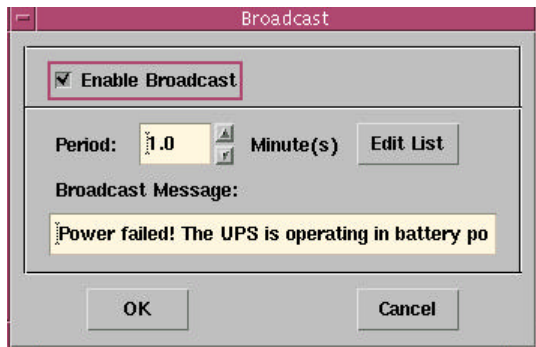 Broadcast
Enable Broadcast
Period: 1.0 Minute(s) Edit List
Broadcast Message:
Power failed! The UPS is operating in battery po
OK Cancel